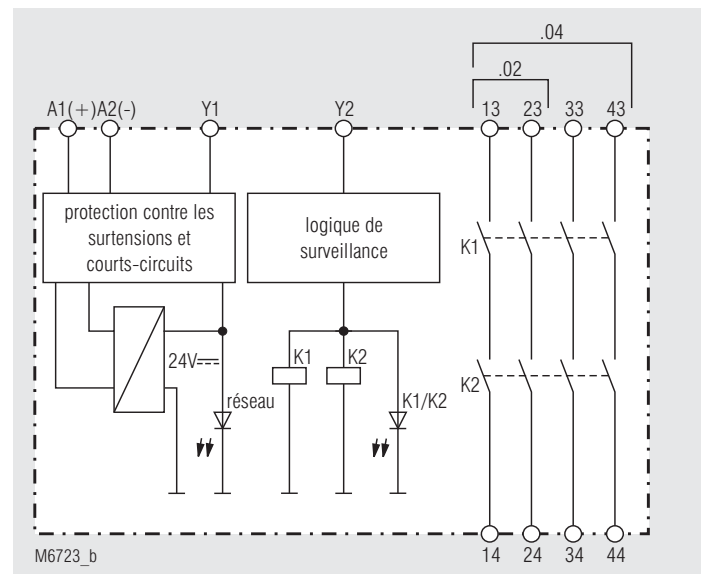 .04
.02
A1(+) A2(-) Y1 Y2 13 23 33 43
protection contre les
surtensions et
courts-circuits
logique de
surveillance
K1
24V
K1 K2
K2
réseau
K1/K2
M6723_b
14 24 34 44